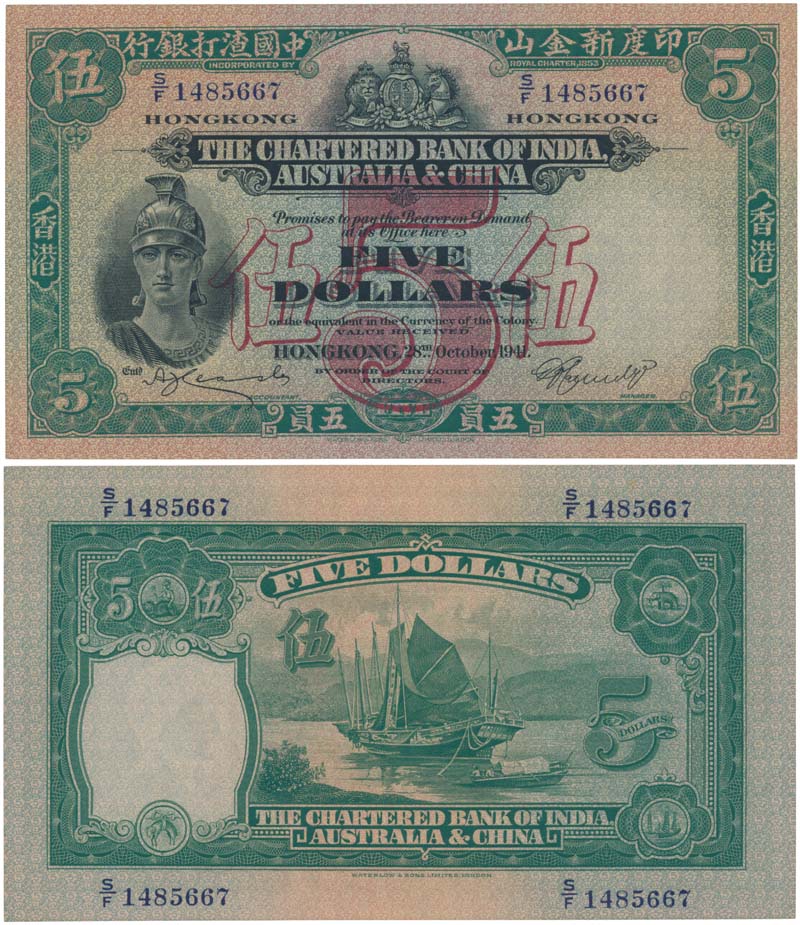 行銀打渣國中 山金新度印
INCORPORATED BY ROYAL CHARTER, 1853
伍 5
S/F 1485667 S/F 1485667
HONGKONG HONGKONG
THE CHARTERED BANK OF INDIA,
AUSTRALIA & CHINA
香港 香港
Promises to pay the Bearer on Demand
at its Office here
伍 5 伍
FIVE
DOLLARS
or the equivalent in the Currency of the Colony.
VALUE RECEIVED
HONGKONG, 28TH October, 1941.
BY ORDER OF THE COURT OF
DIRECTORS.
Entd
ACCOUNTANT. MANAGER.
5 伍
員五 員五
S/F 1485667 S/F 1485667
FIVE DOLLARS
5 伍
伍
5
DOLLARS
THE CHARTERED BANK OF INDIA,
AUSTRALIA & CHINA
WATERLOW & SONS LIMITED, LONDON
S/F 1485667 S/F 1485667